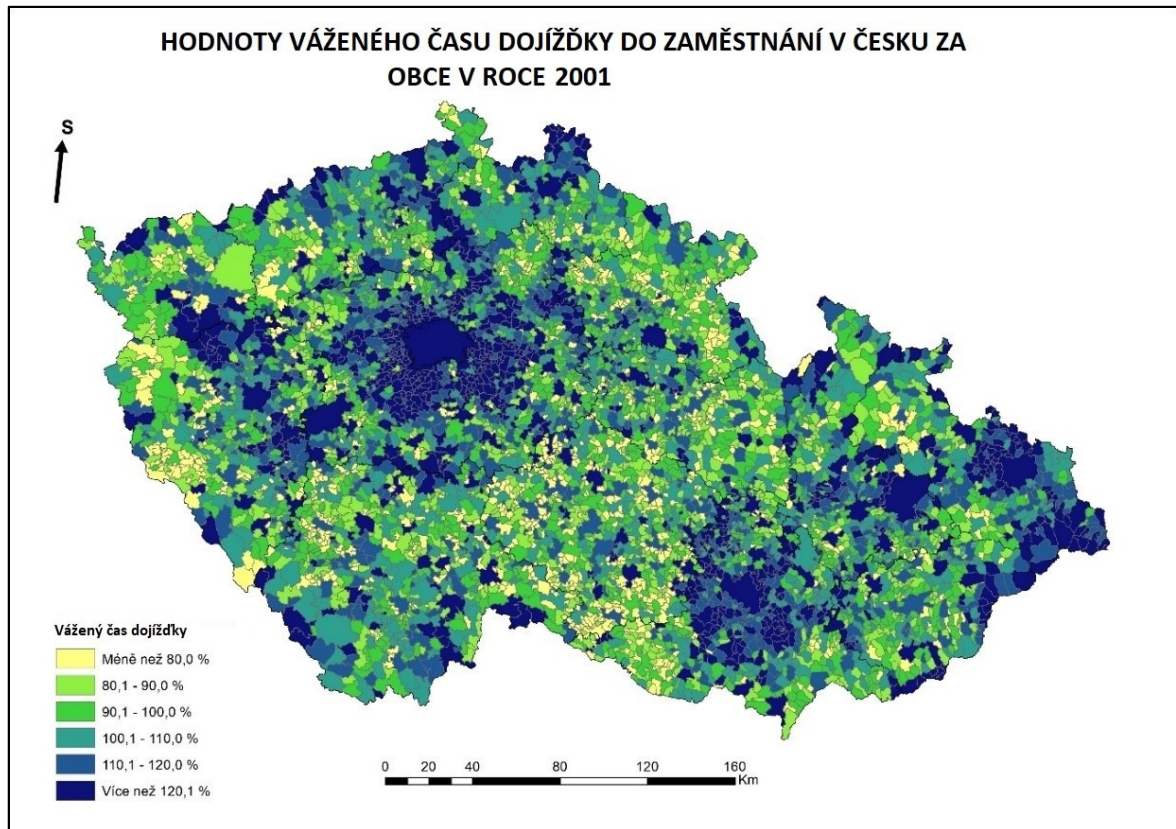 HODNOTY VÁŽENÉHO ČASU DOJÍŽĎKY DO ZAMĚSTNÁNÍ V ČESKU ZA
OBCE V ROCE 2001
S
Vážený čas dojížďky
Méně než 80,0 %
80,1 - 90,0 %
90,1 - 100,0 %
100,1 - 110,0 %
110,1 - 120,0 %
Více než 120,1 %
0 20 40 80 120 160
Km